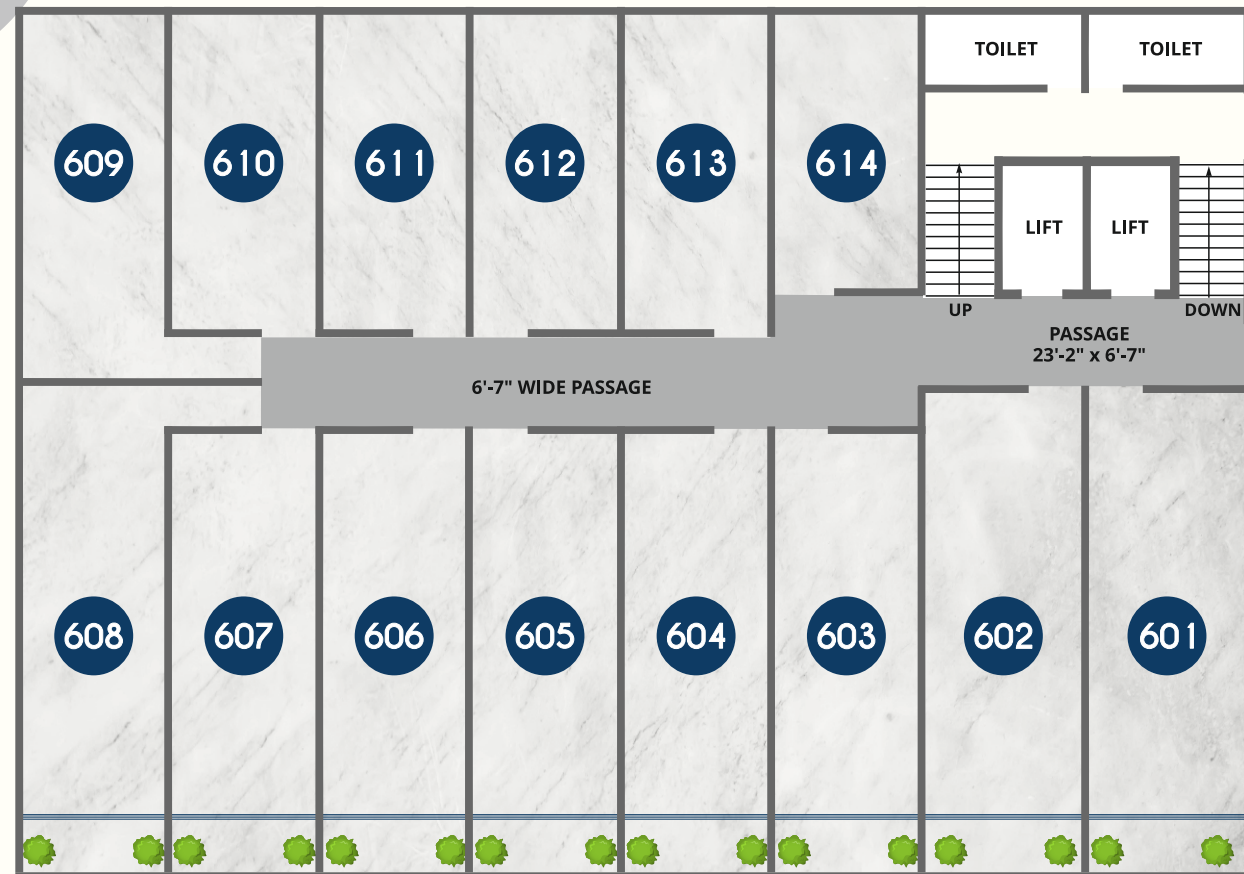 TOILET
TOILET
609
610
611
612
613
614
LIFT
LIFT
UP
DOWN
PASSAGE
23'-2" x 6'-7"
6'-7" WIDE PASSAGE
608
607
606
605
604
603
602
601